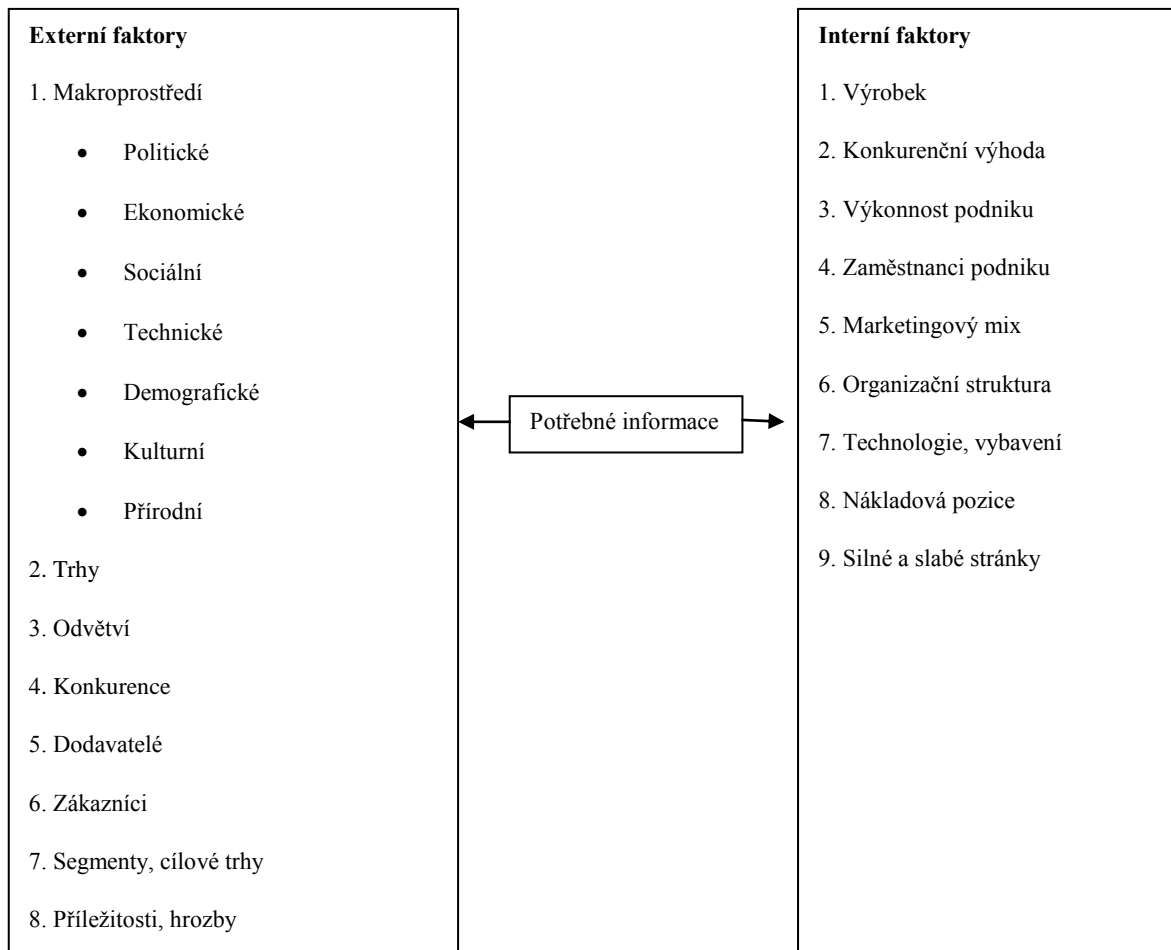 Externí faktory
1. Makroprostředí
• Politické
• Ekonomické
• Sociální
• Technické
• Demografické
• Kulturní
• Přírodní
2. Trhy
3. Odvětví
4. Konkurence
5. Dodavatelé
6. Zákazníci
7. Segmenty, cílové trhy
8. Příležitosti, hrozby
Potřebné informace
Interní faktory
1. Výrobek
2. Konkurenční výhoda
3. Výkonnost podniku
4. Zaměstnanci podniku
5. Marketingový mix
6. Organizační struktura
7. Technologie, vybavení
8. Nákladová pozice
9. Silné a slabé stránky